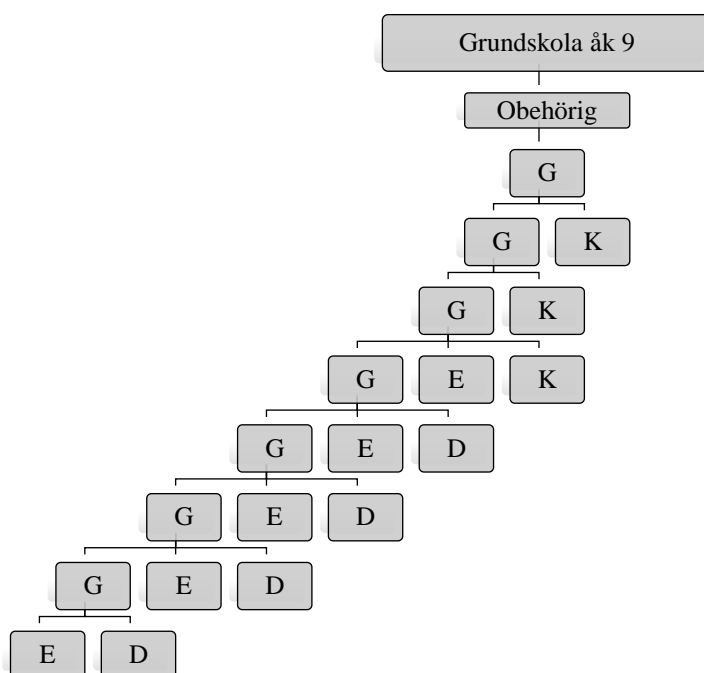 Grundskola åk 9
Obehörig
G
G K
G K
G E K
G E D
G E D
G E D
E D